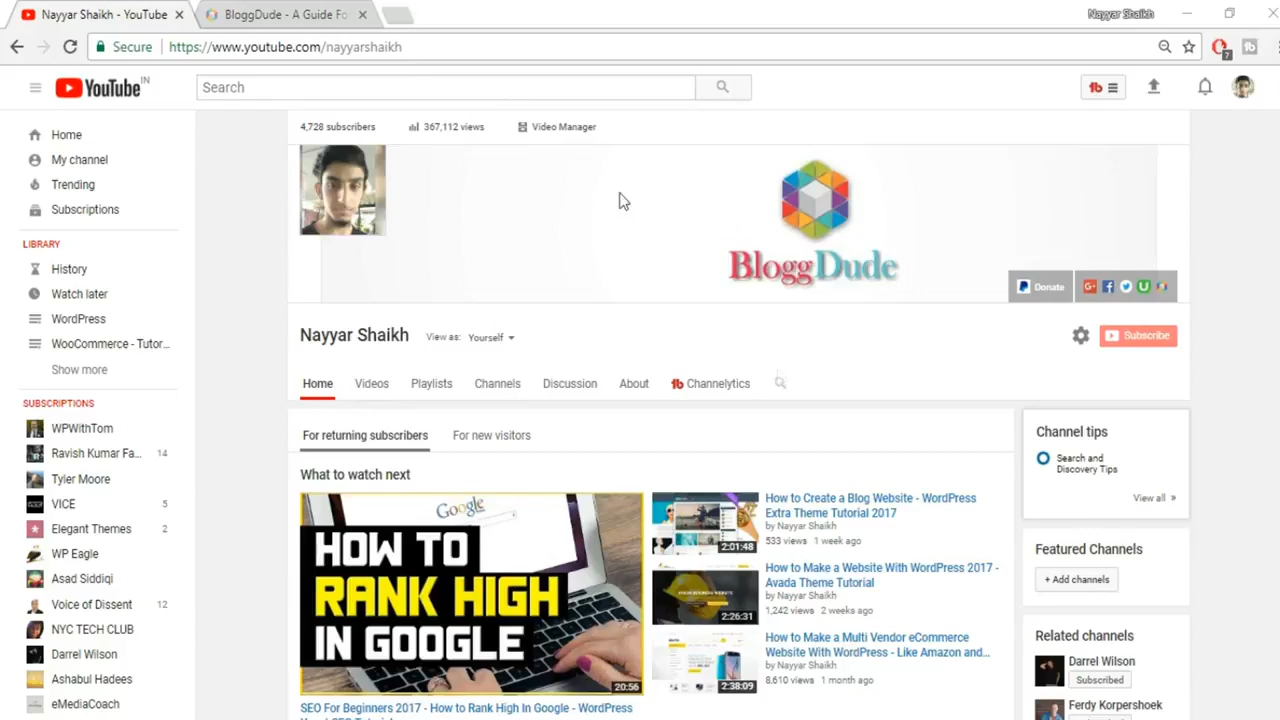 Nayyar Shaikh - YouTube
BloggDude - A Guide Fo
Nayyar Shaikh
Secure
https://www.youtube.com/nayyarshaikh
7
YouTube IN
Search
Home
My channel
Trending
Subscriptions
LIBRARY
History
Watch later
WordPress
WooCommerce - Tutor...
Show more
SUBSCRIPTIONS
WPWithTom
Ravish Kumar Fa... 14
Tyler Moore
VICE 5
Elegant Themes 2
WP Eagle
Asad Siddiqi
Voice of Dissent 12
NYC TECH CLUB
Darrel Wilson
Ashabul Hadees
eMediaCoach
4,728 subscribers 367,112 views Video Manager
BloggDude
Donate
Nayyar Shaikh View as: Yourself
Subscribe
Home Videos Playlists Channels Discussion About Channelytics
For returning subscribers For new visitors
What to watch next
Google
HOW TO
RANK HIGH
IN GOOGLE
20:56
SEO For Beginners 2017 - How to Rank High In Google - WordPress
2:01:48
How to Create a Blog Website - WordPress
Extra Theme Tutorial 2017
by Nayyar Shaikh
533 views 1 week ago
2:26:31
How to Make a Website With WordPress 2017 -
Avada Theme Tutorial
by Nayyar Shaikh
1,242 views 2 weeks ago
2:38:09
How to Make a Multi Vendor eCommerce
Website With WordPress - Like Amazon and...
by Nayyar Shaikh
8,610 views 1 month ago
Channel tips
Search and
Discovery Tips
View all »
Featured Channels
+ Add channels
Related channels
Darrel Wilson
Subscribed
Ferdy Korpershoek